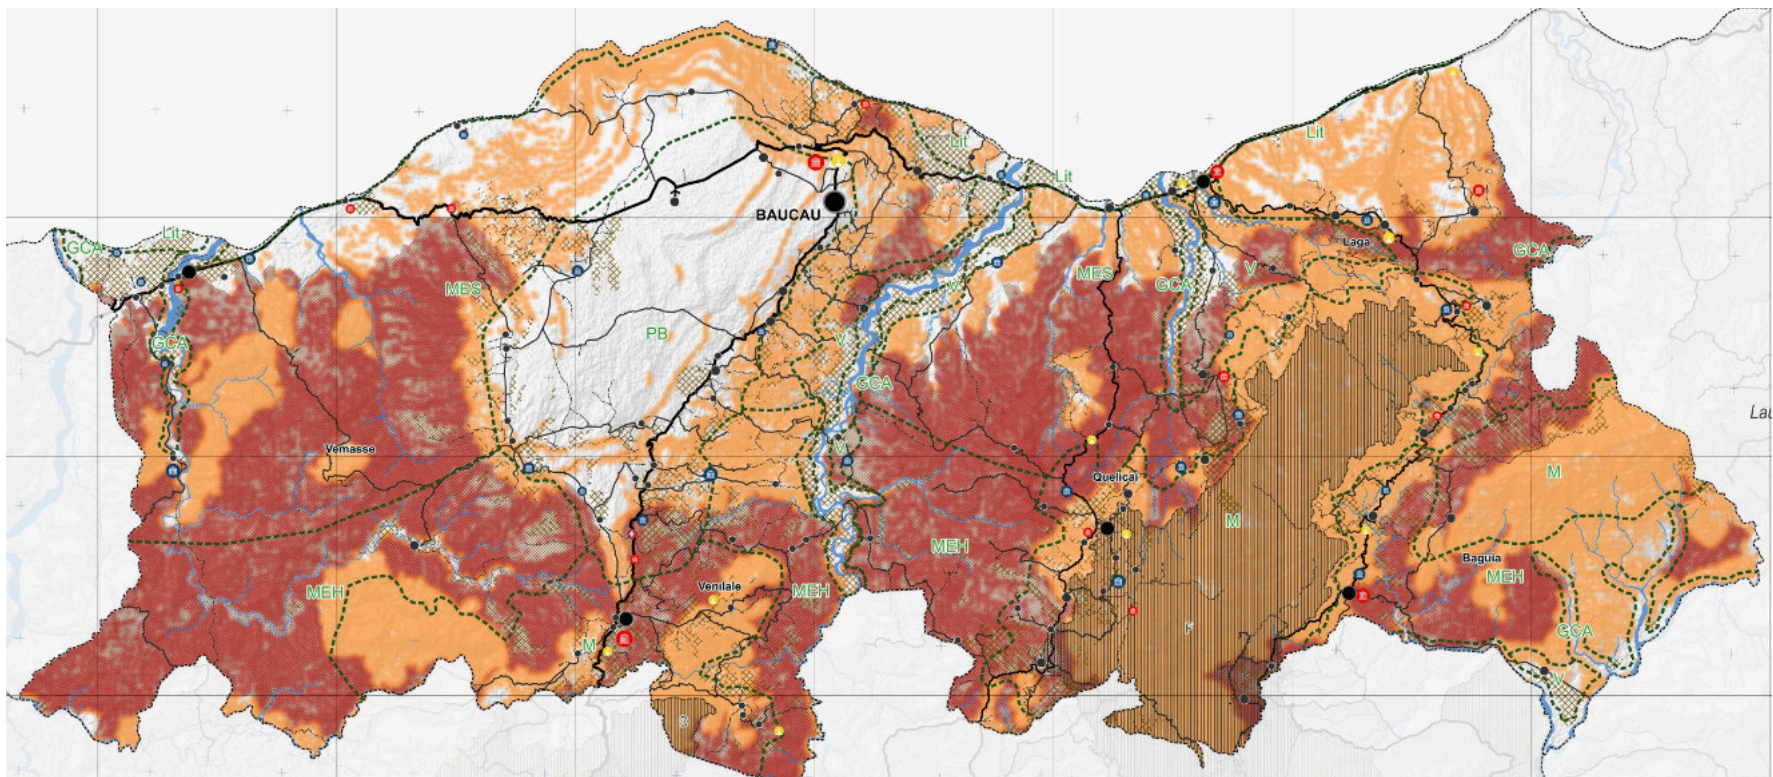 Lit
Lit
Lit
BAUCAU
GCA
Lit
Laga
GCA
MES
MES
GCA
V
V
PB
GCA
V
GCA
Lau
V
Vemasse
Quelicai
M
M
MEH
Baguia
MEH
MEH
Venilale
MEH
F
M
GCA
V
R